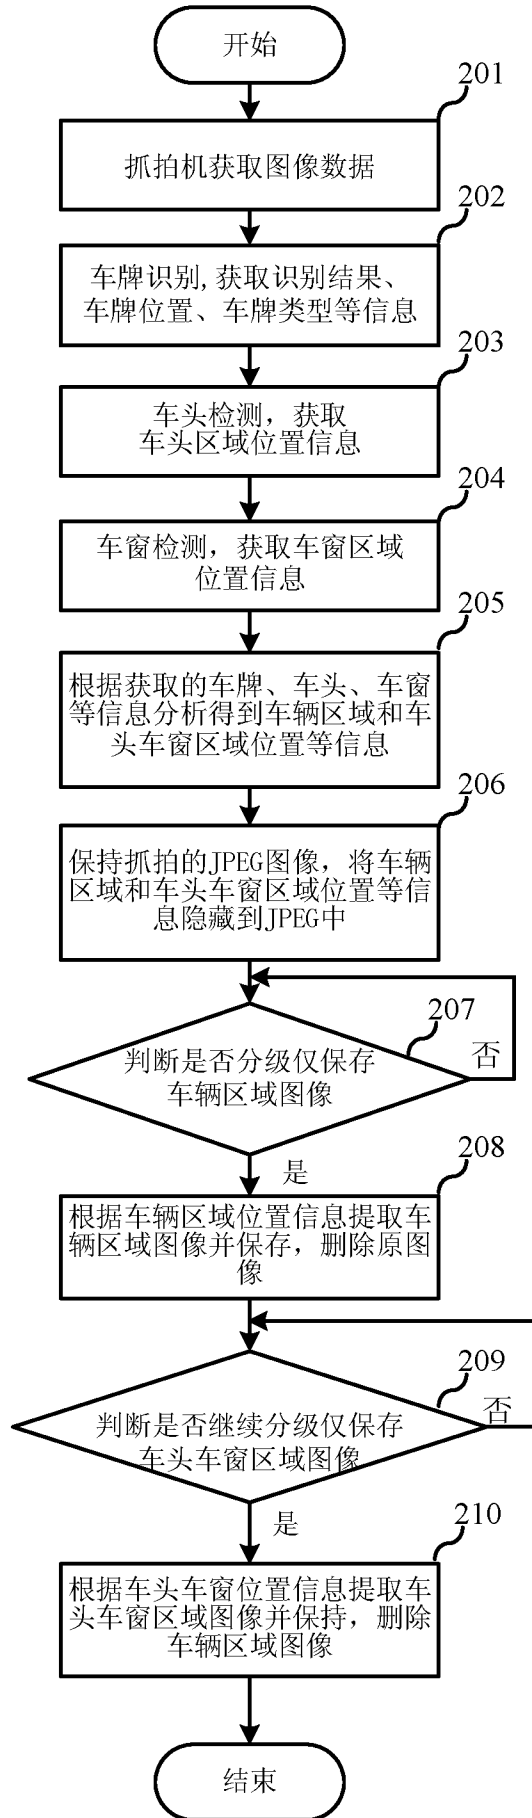 开始
201
抓拍机获取图像数据
202
车牌识别,获取识别结果、
车牌位置、车牌类型等信息
203
车头检测，获取
车头区域位置信息
204
车窗检测，获取车窗区域
位置信息
205
根据获取的车牌、车头、车窗
等信息分析得到车辆区域和车
头车窗区域位置等信息
206
保持抓拍的JPEG图像，将车辆
区域和车头车窗区域位置等信
息隐藏到JPEG中
207
判断是否分级仅保存
车辆区域图像
否
是
208
根据车辆区域位置信息提取车
辆区域图像并保存，删除原图
像
209
判断是否继续分级仅保存
车头车窗区域图像
否
是
210
根据车头车窗位置信息提取车
头车窗区域图像并保持，删除
车辆区域图像
结束